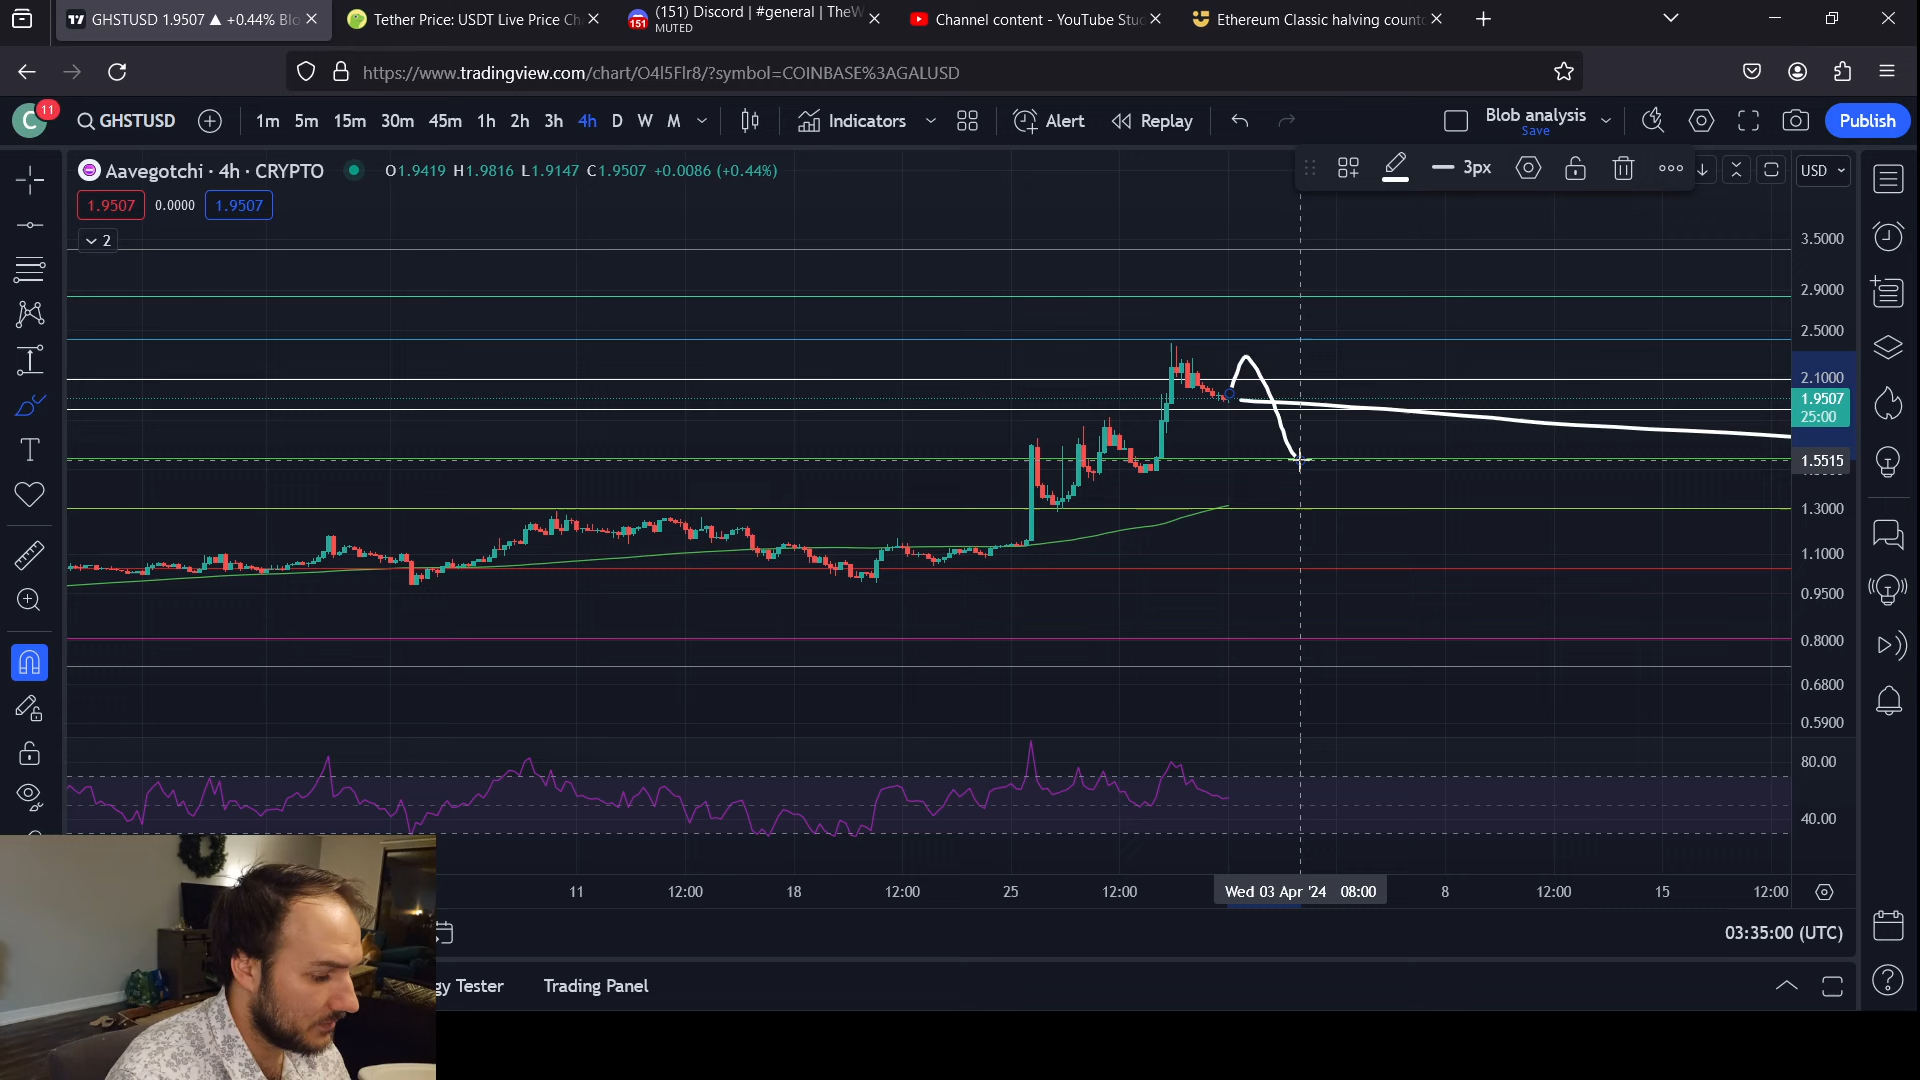 GHSTUSD 1.9507 ▲ +0.44% Blo
Tether Price: USDT Live Price Ch
(151) Discord | #general | TheW
MUTED
Channel content - YouTube Stud
Ethereum Classic halving count
151
https://www.tradingview.com/chart/O4l5Flr8/?symbol=COINBASE%3AGALUSD
C
11
GHSTUSD
1m 5m 15m 30m 45m 1h 2h 3h 4h D W M
Indicators
Alert
Replay
Blob analysis
Save
Publish
Aavegotchi · 4h · CRYPTO
O1.9419 H1.9816 L1.9147 C1.9507 +0.0086 (+0.44%)
3px
USD
1.9507 0.0000 1.9507
2
3.5000
2.9000
2.5000
2.1000
1.9507
25:00
1.5515
1.3000
1.1000
0.9500
0.8000
0.6800
0.5900
80.00
40.00
11 12:00 18 12:00 25 12:00 Wed 03 Apr '24 08:00 8 12:00 15 12:00
03:35:00 (UTC)
gy Tester
Trading Panel